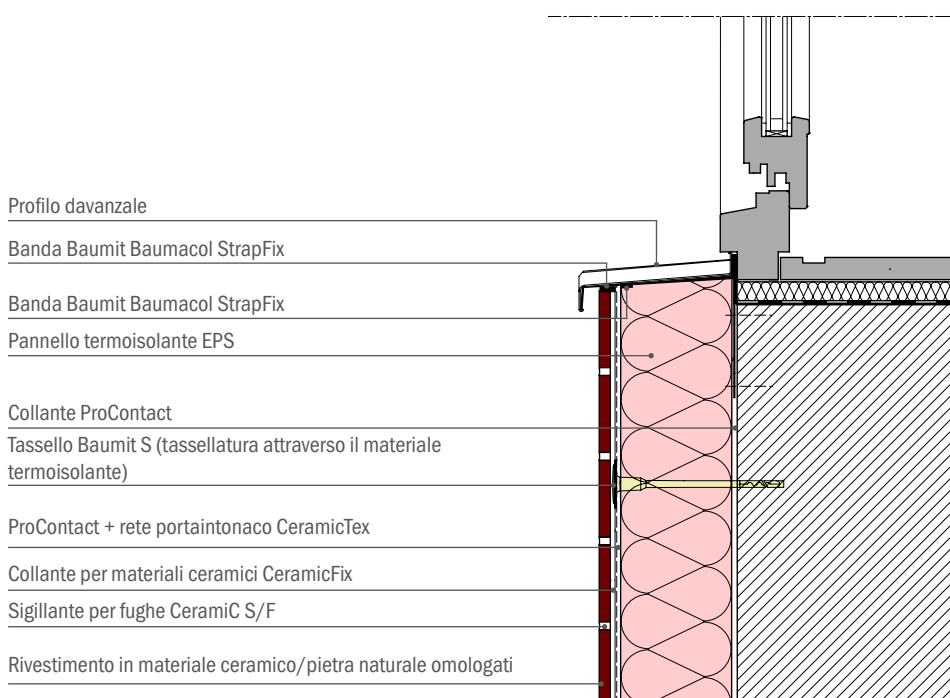 Profilo davanzale
Banda Baumit Baumacol StrapFix
Banda Baumit Baumacol StrapFix
Pannello termoisolante EPS
Collante ProContact
Tassello Baumit S (tassellatura attraverso il materiale
termoisolante)
ProContact + rete portaintonaco CeramicTex
Collante per materiali ceramici CeramicFix
Sigillante per fughe CeramiC S/F
Rivestimento in materiale ceramico/pietra naturale omologati